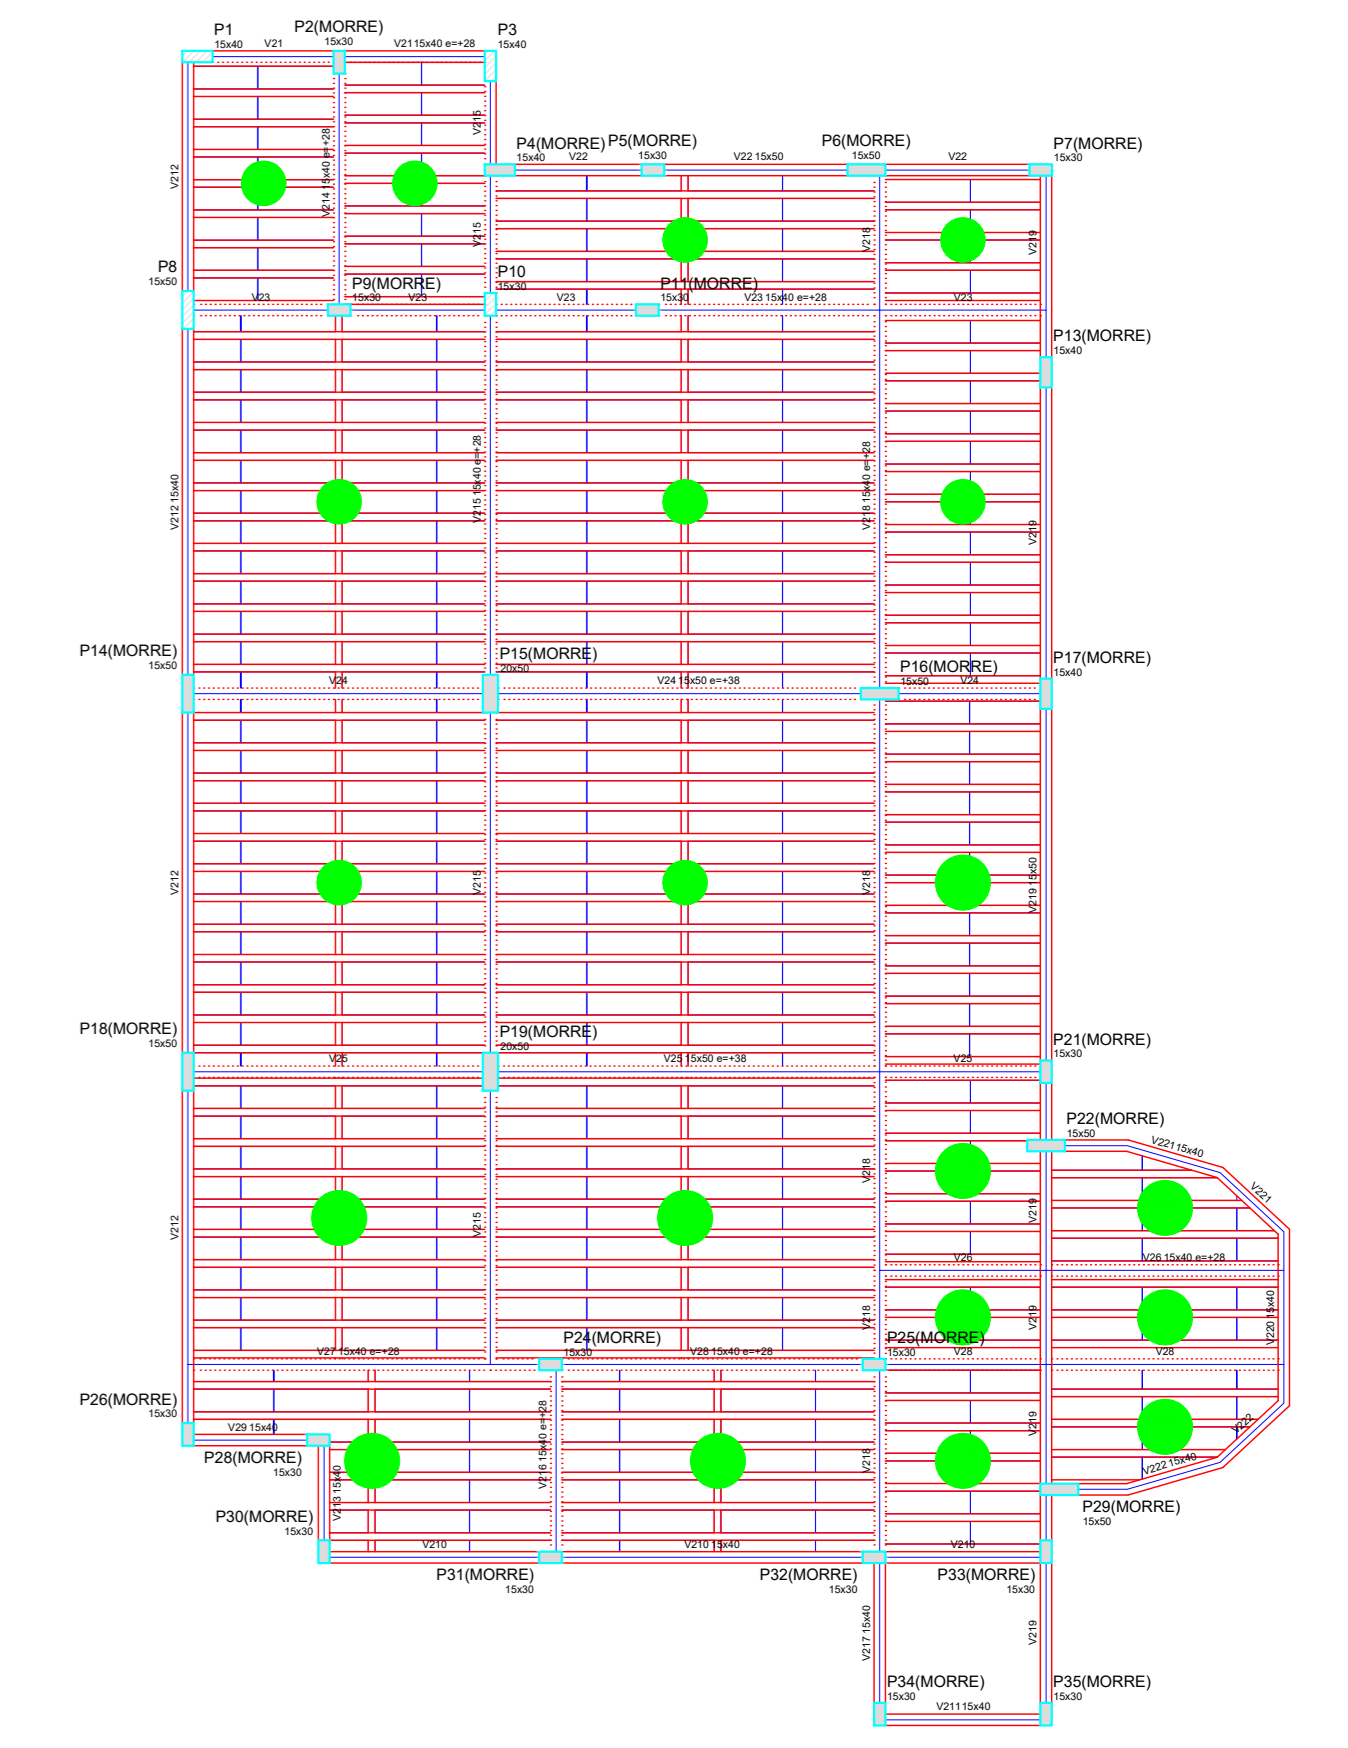 P1
15x40
V21
P2(MORRE)
15x30
V21 15x40 e=+28
P3
15x40
V212
V214 15x40 e=+28
V215
P4(MORRE)
15x40
V22
P5(MORRE)
15x30
V22 15x50
P6(MORRE)
15x50
V22
P7(MORRE)
15x30
V215
V218
V219
P8
15x50
V23
P9(MORRE)
15x30
V23
P10
15x30
V23
P11(MORRE)
15x30
V23 15x40 e=+28
V23
P13(MORRE)
15x40
V212 15x40
V215 15x40 e=+28
V218 15x40 e=+28
V219
P14(MORRE)
15x50
V24
P15(MORRE)
20x50
V24 15x50 e=+38
P16(MORRE)
15x50
V24
P17(MORRE)
15x40
V212
V215
V218
V219 15x50
P18(MORRE)
15x50
V25
P19(MORRE)
20x50
V25 15x50 e=+38
V25
P21(MORRE)
15x30
P22(MORRE)
15x50
V221 15x40
V221
V212
V215
V218
V219
V26
V26 15x40 e=+28
V218
V219
V220 15x40
V27 15x40 e=+28
P24(MORRE)
15x30
V28 15x40 e=+28
P25(MORRE)
15x30
V28
V28
P26(MORRE)
15x30
V29 15x40
P28(MORRE)
15x30
V213 15x40
V216 15x40 e=+28
V218
V219
V222
V222 15x40
P29(MORRE)
15x50
P30(MORRE)
15x30
V210
V210 15x40
V210
P31(MORRE)
15x30
P32(MORRE)
15x30
P33(MORRE)
15x30
V217 15x40
V219
P34(MORRE)
15x30
V211 15x40
P35(MORRE)
15x30